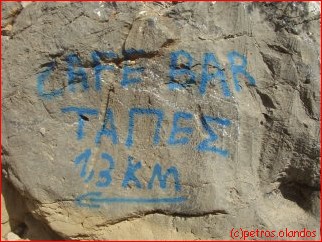 CAFE BAR
ΤΑΠΕΣ
1,3 KM
(c)petros.olandos